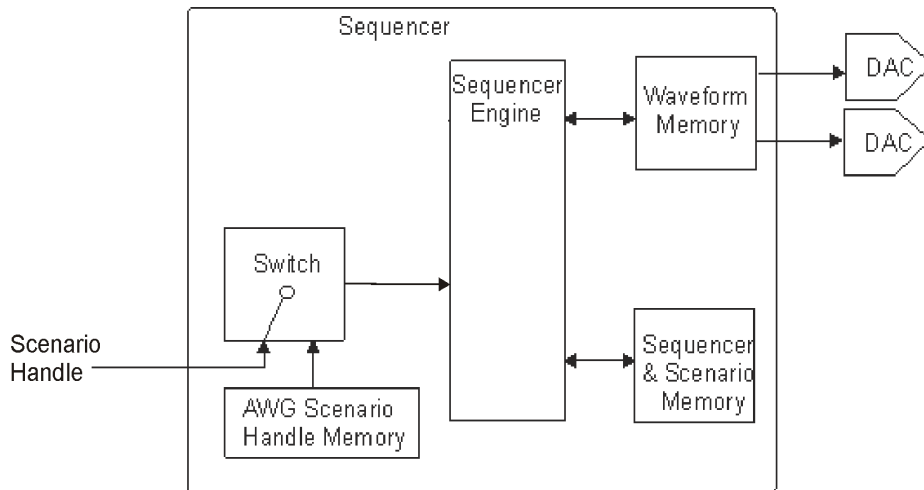 Sequencer
Sequencer
Engine
Waveform
Memory
DAC
DAC
Switch
Scenario
Handle
AWG Scenario
Handle Memory
Sequencer
& Scenario
Memory